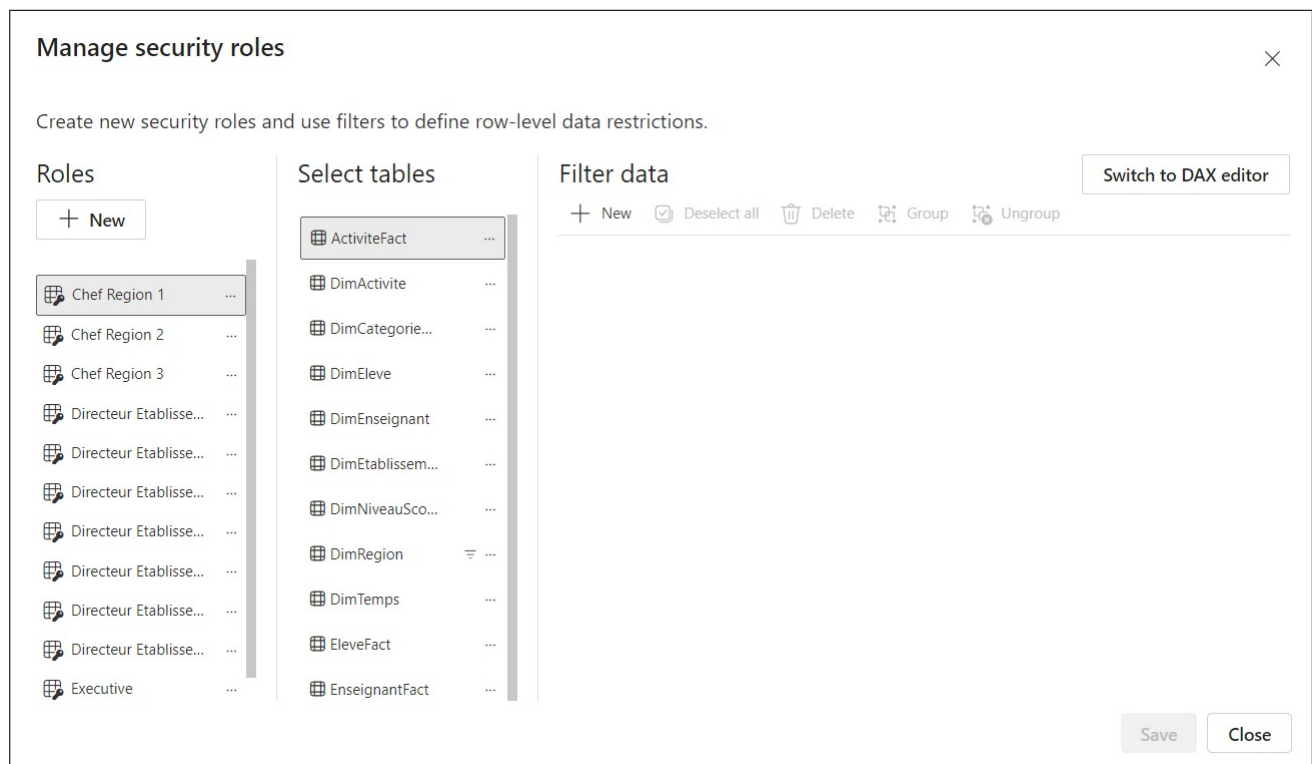 Manage security roles
Create new security roles and use filters to define row-level data restrictions.
Roles
New
Chef Region 1 ...
Chef Region 2 ...
Chef Region 3 ...
Directeur Etablisse... ...
Directeur Etablisse... ...
Directeur Etablisse... ...
Directeur Etablisse... ...
Directeur Etablisse... ...
Directeur Etablisse... ...
Directeur Etablisse... ...
Executive ...
Select tables
ActiviteFact ...
DimActivite ...
DimCategorie... ...
DimEleve ...
DimEnseignant ...
DimEtablissem... ...
DimNiveauSco... ...
DimRegion ...
DimTemps ...
EleveFact ...
EnseignantFact ...
Filter data
Switch to DAX editor
New Deselect all Delete Group Ungroup
Save Close